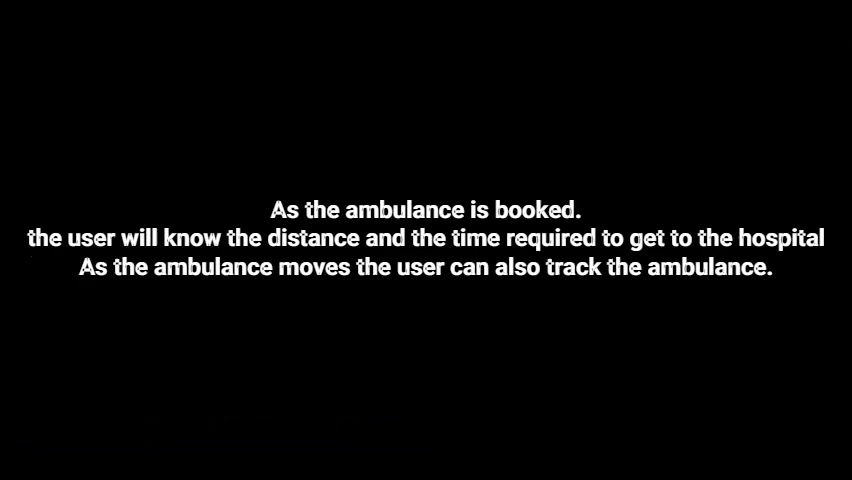 As the ambulance is booked.
the user will know the distance and the time required to get to the hospital
As the ambulance moves the user can also track the ambulance.